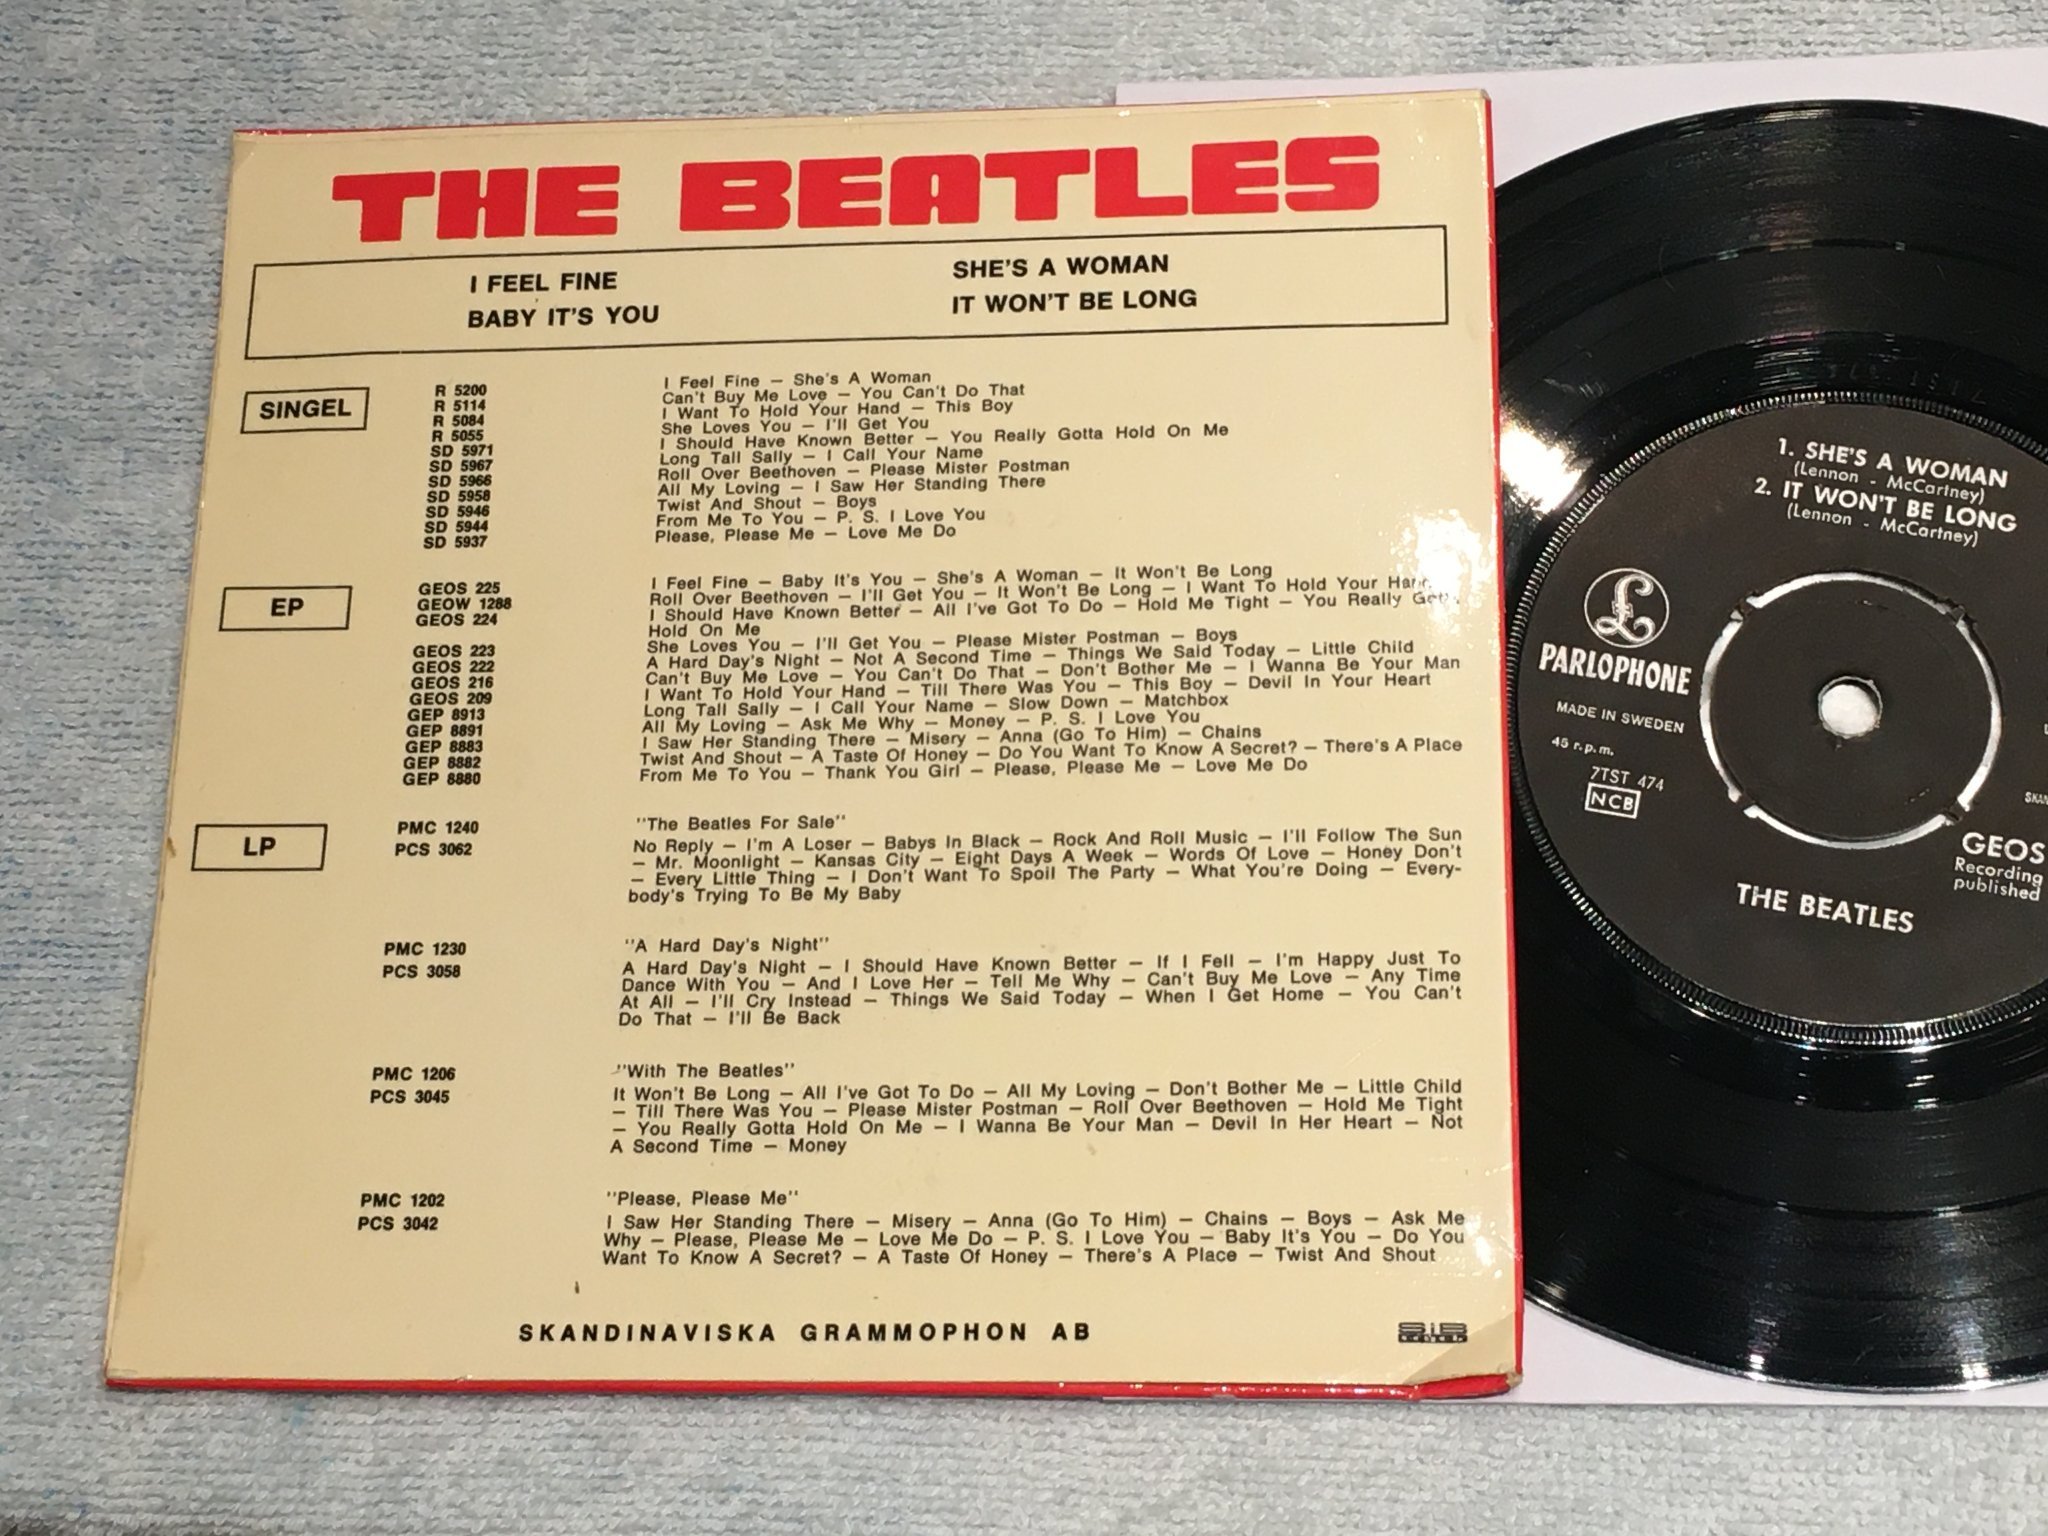 THE BEATLES
I FEEL FINE
BABY IT'S YOU
SHE'S A WOMAN
IT WON'T BE LONG
SINGEL
R 5200 I Feel Fine – She's A Woman
R 5114 Can't Buy Me Love – You Can't Do That
R 5084 I Want To Hold Your Hand – This Boy
R 5055 She Loves You – I'll Get You
SD 5971 I Should Have Known Better – You Really Gotta Hold On Me
SD 5967 Long Tall Sally – I Call Your Name
SD 5966 Roll Over Beethoven – Please Mister Postman
SD 5958 All My Loving – I Saw Her Standing There
SD 5946 Twist And Shout – Boys
SD 5944 From Me To You – P. S. I Love You
SD 5937 Please, Please Me – Love Me Do
EP
GEOS 225 I Feel Fine – Baby It's You – She's A Woman – It Won't Be Long
GEOW 1288 Roll Over Beethoven – I'll Get You – It Won't Be Long – I Want To Hold Your Hand
GEOS 224 I Should Have Known Better – All I've Got To Do – Hold Me Tight – You Really Gotta
Hold On Me
GEOS 223 She Loves You – I'll Get You – Please Mister Postman – Boys
GEOS 222 A Hard Day's Night – Not A Second Time – Things We Said Today – Little Child
GEOS 216 Can't Buy Me Love – You Can't Do That – Don't Bother Me – I Wanna Be Your Man
GEOS 209 I Want To Hold Your Hand – Till There Was You – This Boy – Devil In Your Heart
GEP 8913 Long Tall Sally – I Call Your Name – Slow Down – Matchbox
GEP 8891 All My Loving – Ask Me Why – Money – P. S. I Love You
GEP 8883 I Saw Her Standing There – Misery – Anna (Go To Him) – Chains
GEP 8882 Twist And Shout – A Taste Of Honey – Do You Want To Know A Secret? – There's A Place
GEP 8880 From Me To You – Thank You Girl – Please, Please Me – Love Me Do
LP
PMC 1240 "The Beatles For Sale"
PCS 3062 No Reply – I'm A Loser – Babys In Black – Rock And Roll Music – I'll Follow The Sun
– Mr. Moonlight – Kansas City – Eight Days A Week – Words Of Love – Honey Don't
– Every Little Thing – I Don't Want To Spoil The Party – What You're Doing – Every-
body's Trying To Be My Baby
PMC 1230 "A Hard Day's Night"
PCS 3058 A Hard Day's Night – I Should Have Known Better – If I Fell – I'm Happy Just To
Dance With You – And I Love Her – Tell Me Why – Can't Buy Me Love – Any Time
At All – I'll Cry Instead – Things We Said Today – When I Get Home – You Can't
Do That – I'll Be Back
PMC 1206 "With The Beatles"
PCS 3045 It Won't Be Long – All I've Got To Do – All My Loving – Don't Bother Me – Little Child
– Till There Was You – Please Mister Postman – Roll Over Beethoven – Hold Me Tight
– You Really Gotta Hold On Me – I Wanna Be Your Man – Devil In Her Heart – Not
A Second Time – Money
PMC 1202 "Please, Please Me"
PCS 3042 I Saw Her Standing There – Misery – Anna (Go To Him) – Chains – Boys – Ask Me
Why – Please, Please Me – Love Me Do – P. S. I Love You – Baby It's You – Do You
Want To Know A Secret? – A Taste Of Honey – There's A Place – Twist And Shout
SKANDINAVISKA GRAMMOPHON AB
1. SHE'S A WOMAN
(Lennon - McCartney)
2. IT WON'T BE LONG
(Lennon - McCartney)
£
PARLOPHONE
MADE IN SWEDEN
45 r.p.m.
7TST 474
NCB
GEOS
Recording
published
THE BEATLES